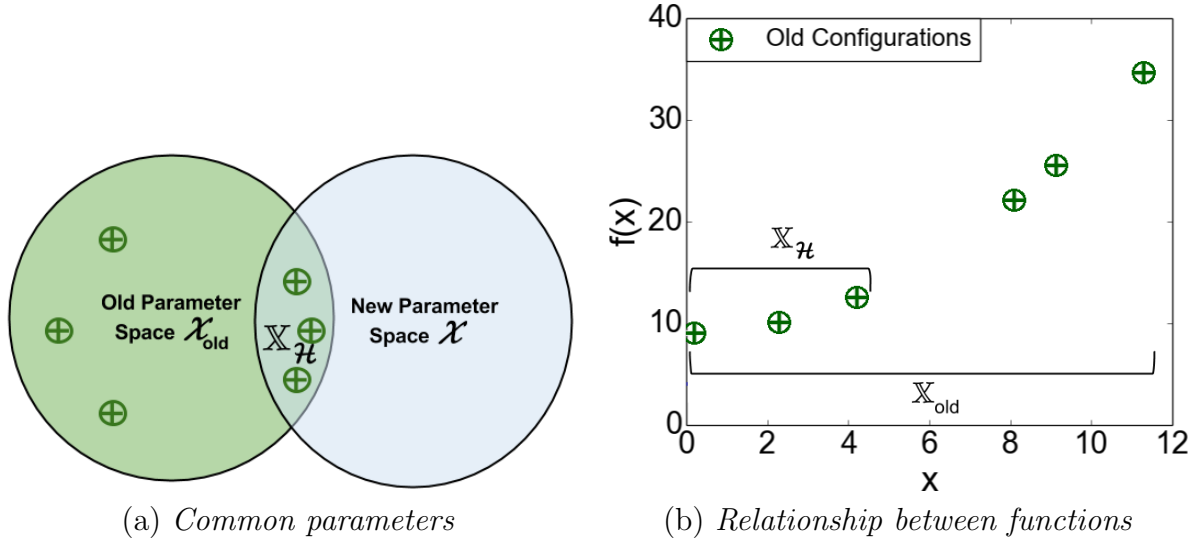 Old Parameter
Space 𝒳old
𝕏ℋ
New Parameter
Space 𝒳
(a) Common parameters
40
30
20
10
0
f(x)
Old Configurations
𝕏ℋ
𝕏old
0 2 4 6 8 10 12
x
(b) Relationship between functions